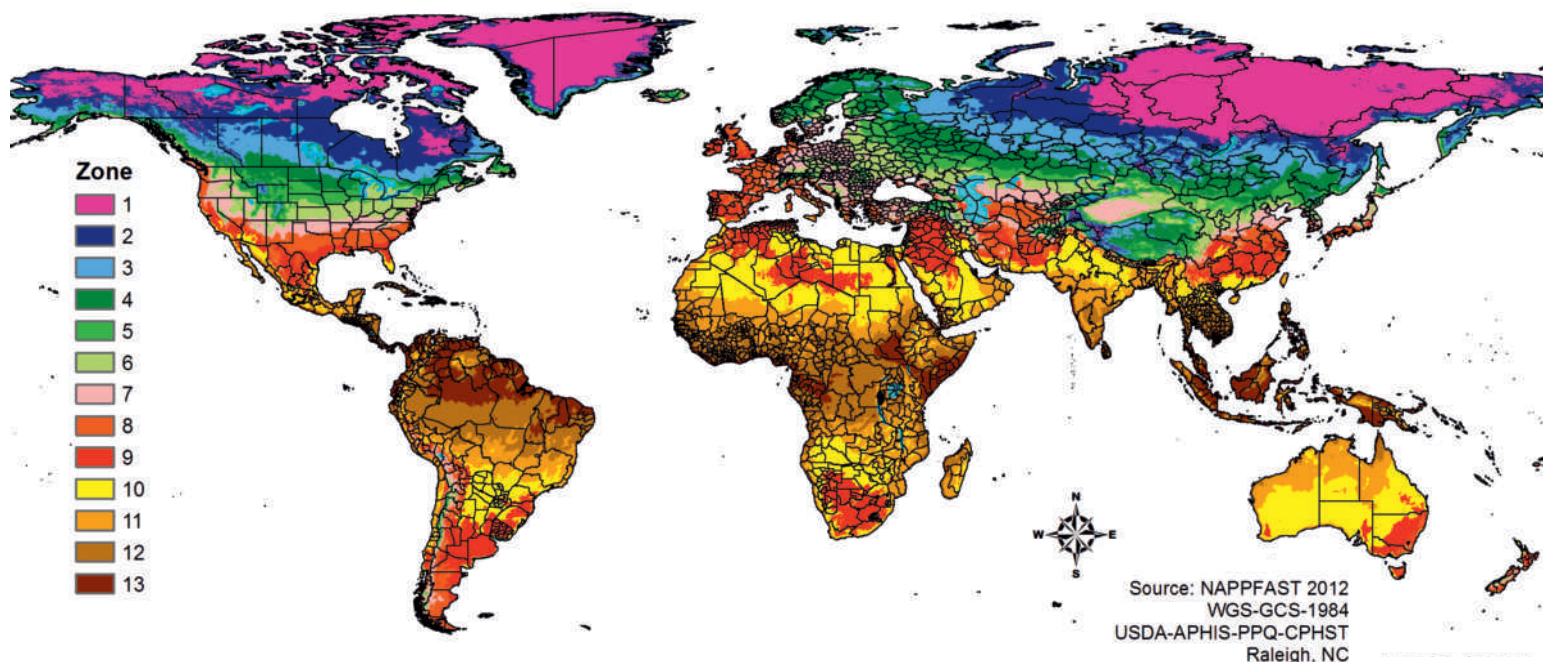 Zone
1
2
3
4
5
6
7
8
9
10
11
12
13
N
W E
S
Source: NAPPFAST 2012
WGS-GCS-1984
USDA-APHIS-PPQ-CPHST
Raleigh, NC